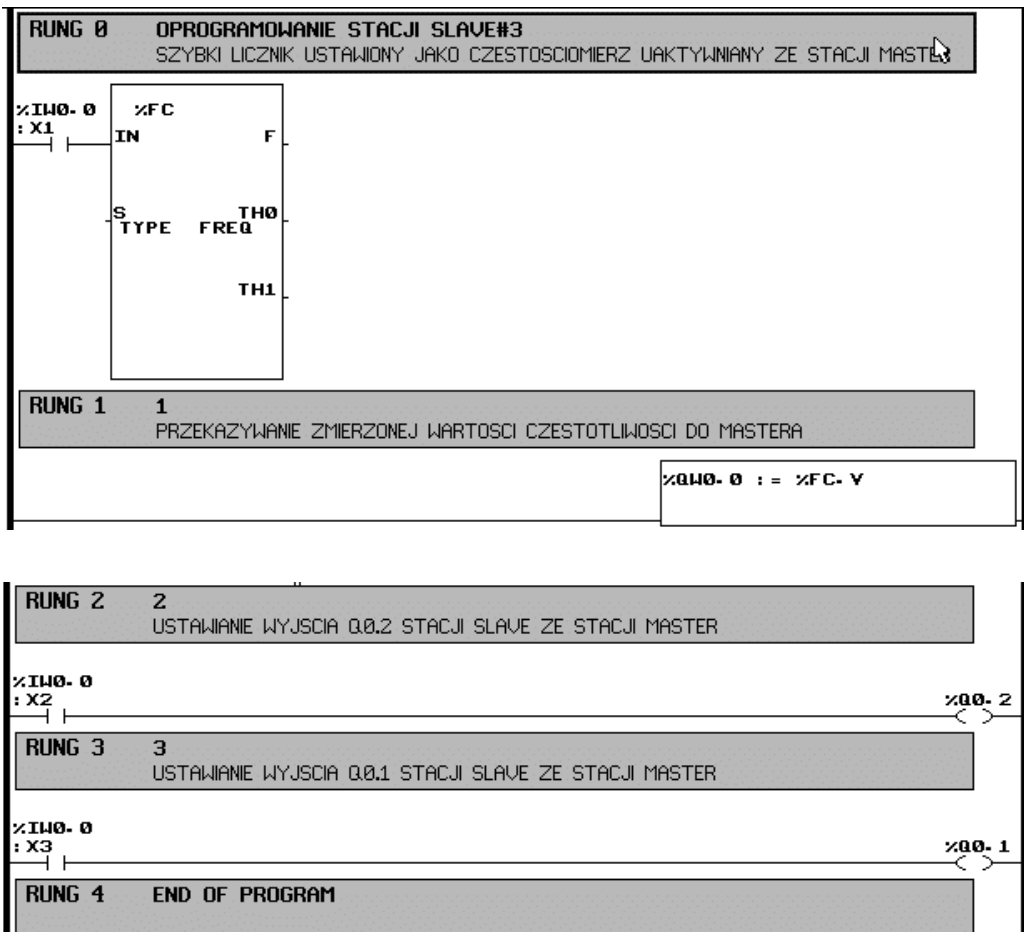 RUNG 0 OPROGRAMOWANIE STACJI SLAVE#3
SZYBKI LICZNIK USTAWIONY JAKO CZESTOSCIOMIERZ UAKTYWNIANY ZE STACJI MASTER
%IW0.0 %FC
:X1
IN F
S TH0
TYPE FREQ
TH1
RUNG 1 1
PRZEKAZYWANIE ZMIERZONEJ WARTOSCI CZESTOTLIWOSCI DO MASTERA
%QW0.0 := %FC.V
RUNG 2 2
USTAWIANIE WYJSCIA Q0.2 STACJI SLAVE ZE STACJI MASTER
%IW0.0
:X2 %Q0.2
RUNG 3 3
USTAWIANIE WYJSCIA Q0.1 STACJI SLAVE ZE STACJI MASTER
%IW0.0
:X3 %Q0.1
RUNG 4 END OF PROGRAM